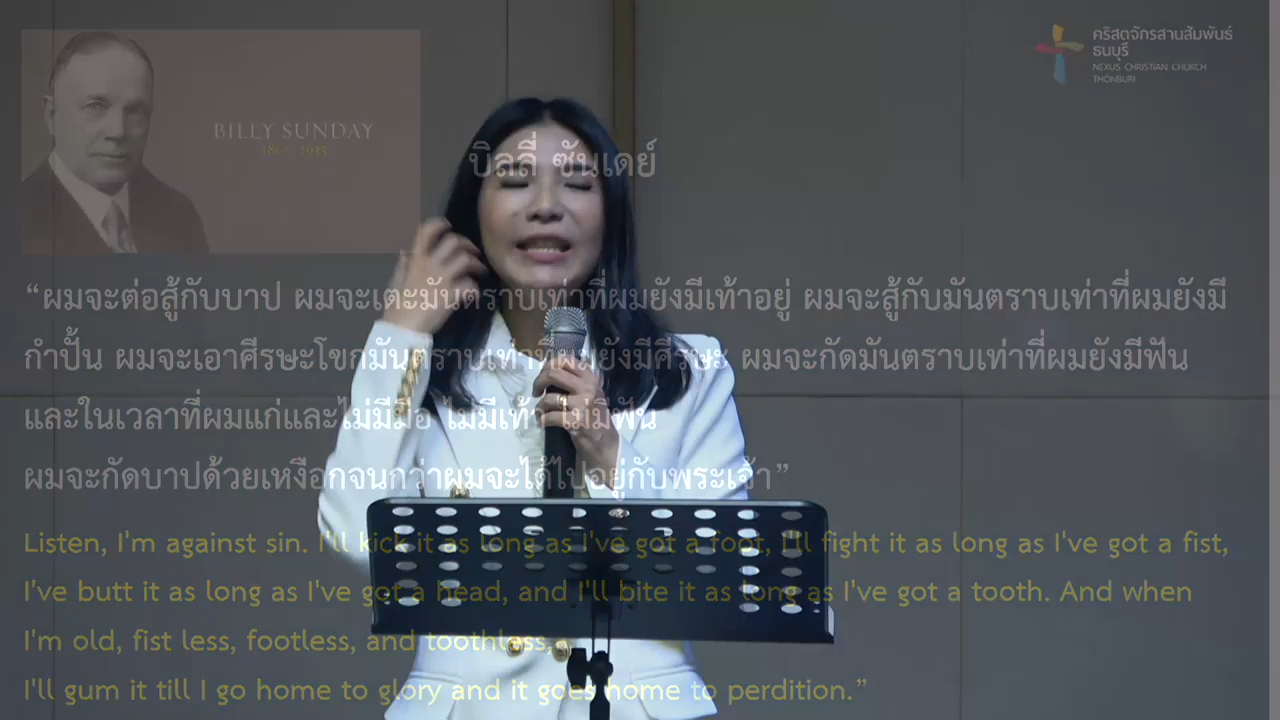 คริสตจักรสานสัมพันธ์
ธนบุรี
NEXUS CHRISTIAN CHURCH
THONBURI
BILLY SUNDAY
บิลลี่ ซันเดย์
“ผมจะต่อสู้กับบาป ผมจะเตะมันตราบเท่าที่ผมยังมีเท้าอยู่ ผมจะสู้กับมันตราบเท่าที่ผมยังมี
กำปั้น ผมจะเอาศีรษะโขกมันตราบเท่าที่ผมยังมีศีรษะ ผมจะกัดมันตราบเท่าที่ผมยังมีฟัน
และในเวลาที่ผมแก่และไม่มีมือ ไม่มีเท้า
ผมจะกัดบาปด้วยเหงือกจนกว่าผมจะได้ไปอยู่กับพระเจ้า”
Listen, I'm against sin. I'll kick it as long as I've got a foot, I'll fight it as long as I've got a fist,
I've butt it as long as I've got a head, and I'll bite it as long as I've got a tooth. And when
I'm old, fist less, footless, and toothless,
I'll gum it till I go home to glory and it goes home to perdition.”